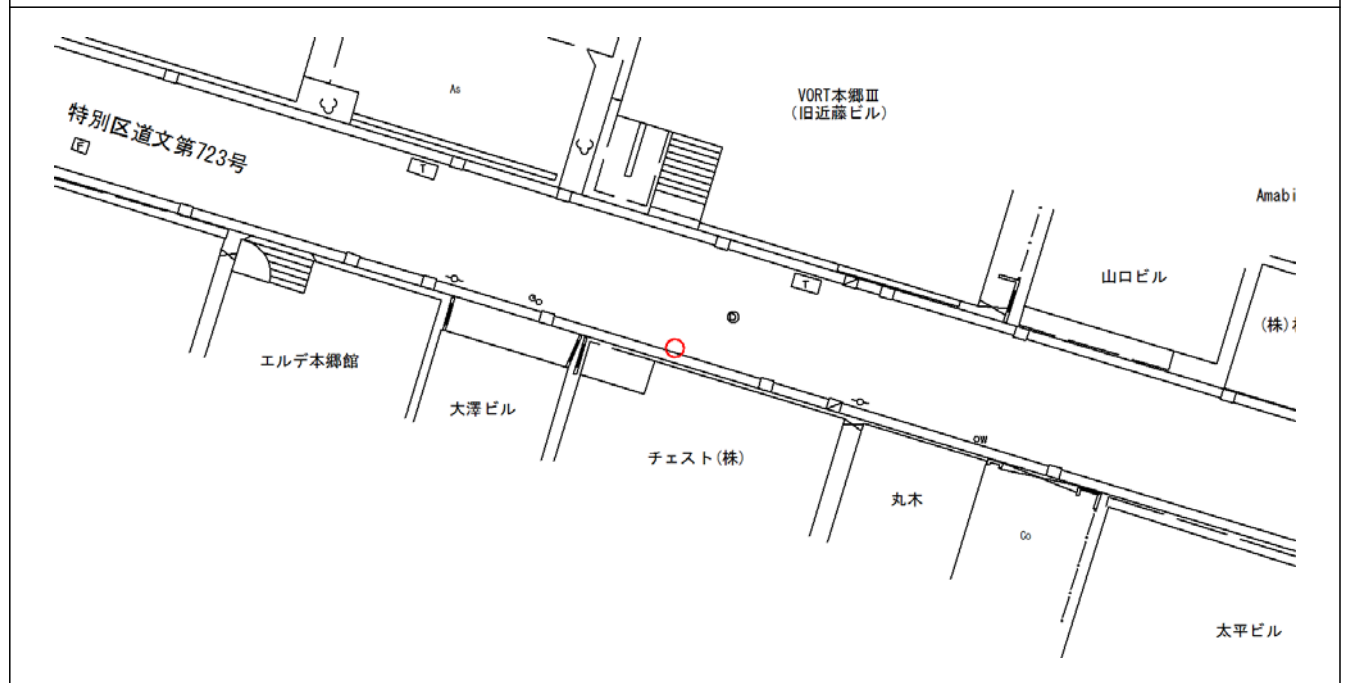 As
VORT本郷Ⅲ
(旧近藤ビル)
特別区道文第723号
E
T
Amabi
山口ビル
T
(株)
エルデ本郷館
大澤ビル
チェスト(株)
OW
丸木
Co
太平ビル